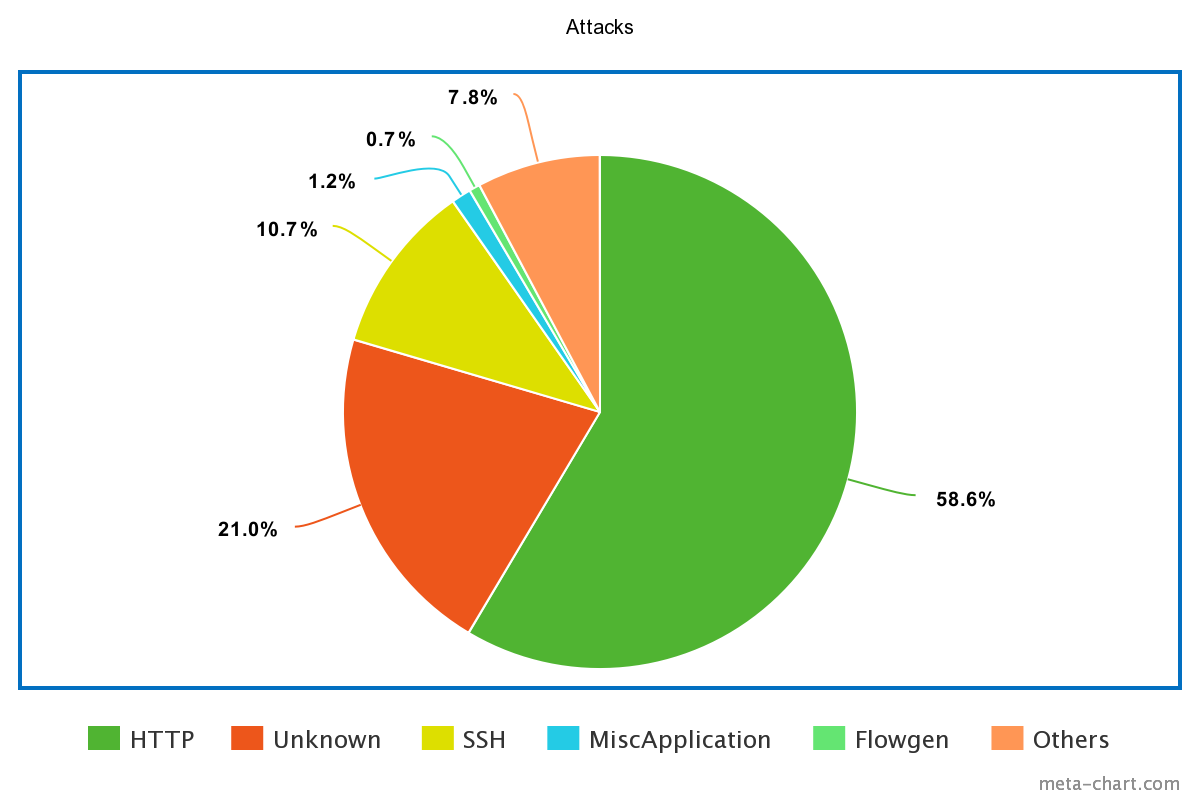 Attacks
7.8%
0.7%
1.2%
10.7%
58.6%
21.0%
HTTP Unknown SSH MiscApplication Flowgen Others
meta-chart.com